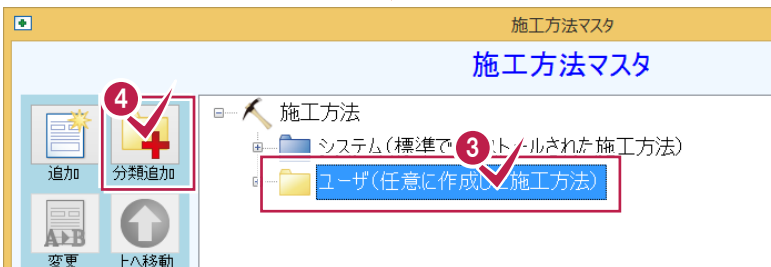 施工方法マスタ
施工方法マスタ
4
追加
分類追加
A▶B
変更
上へ移動
施工方法
システム(標準で ストールされた施工方法)
3
ユーザ(任意に作成した施工方法)